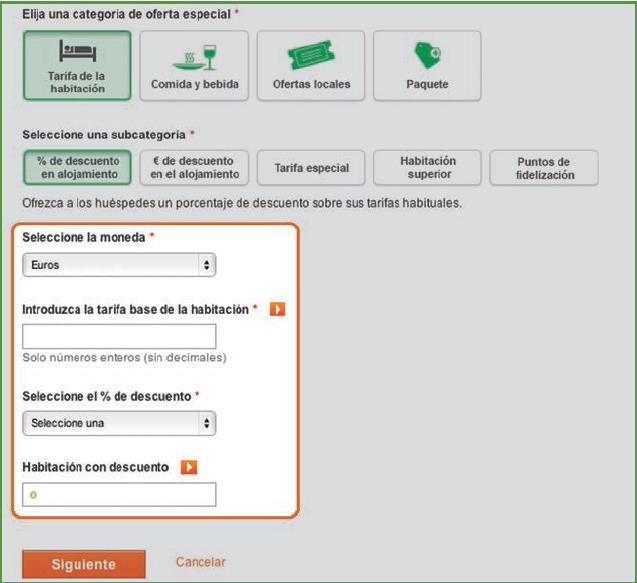 Elija una categoria de oferta especial *
Tarifa de la
habitación
Comida y bebida
Ofertas locales
Paquete
Seleccione una subcategoría *
% de descuento
en alojamiento
€ de descuento
en el alojamiento
Tarifa especial
Habitación
superior
Puntos de
fidelización
Ofrezca a los huéspedes un porcentaje de descuento sobre sus tarifas habituales.
Seleccione la moneda *
Euros
Introduzca la tarifa base de la habitación *
Solo números enteros (sin decimales)
Seleccione el % de descuento *
Seleccione una
Habitación con descuento
0
Siguiente
Cancelar